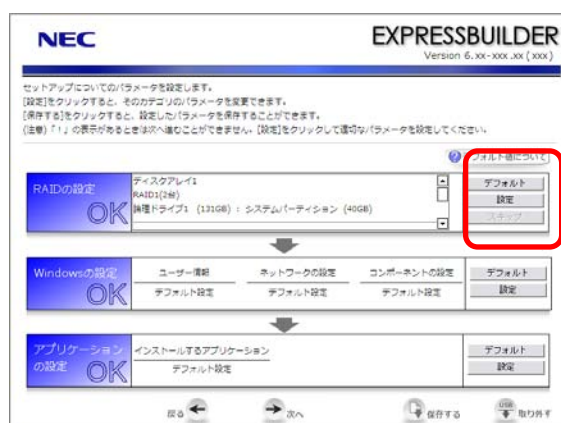 NEC
EXPRESSBUILDER
Version 6.xx-xxx.xx (xxx)
セットアップについてのパラメータを設定します。
[設定]をクリックすると、そのカテゴリのパラメータを変更できます。
[保存する]をクリックすると、設定したパラメータを保存することができます。
(注意)「！」の表示があるときは次へ進むことができません。[設定]をクリックして適切なパラメータを設定してください。
? フォルト値について
RAIDの設定
OK
ディスクアレイ1
RAID1(2台)
論理ドライブ1 (131GB) : システムパーティション (40GB)
デフォルト
設定
スキップ
Windowsの設定
OK
ユーザー情報 ネットワークの設定 コンポーネントの設定
デフォルト設定 デフォルト設定 デフォルト設定
デフォルト
設定
アプリケーション
の設定
OK
インストールするアプリケーション
デフォルト設定
デフォルト
設定
戻る 次へ 保存する USB 取り外す